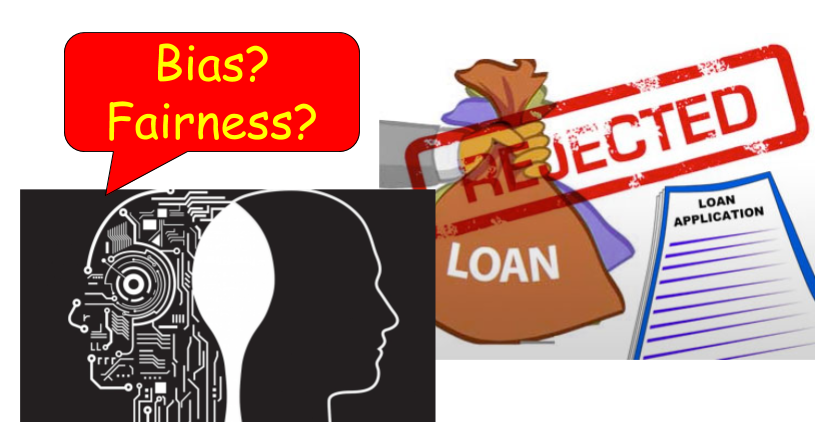 Bias?
Fairness?
REJECTED
LOAN
LOAN
APPLICATION